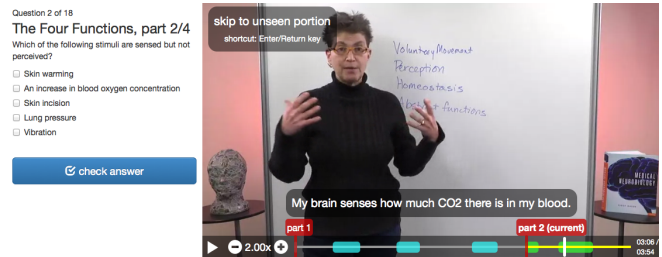 Question 2 of 18
The Four Functions, part 2/4
Which of the following stimuli are sensed but not
perceived?
Skin warming
An increase in blood oxygen concentration
Skin incision
Lung pressure
Vibration
check answer
skip to unseen portion
shortcut: Enter/Return key
Voluntary Movement
Perception
Homeostasis
Abstract functions
MEDICAL
NEUROBIOLOGY
My brain senses how much CO2 there is in my blood.
part 1
part 2 (current)
2.00x
03:06 /
03:54